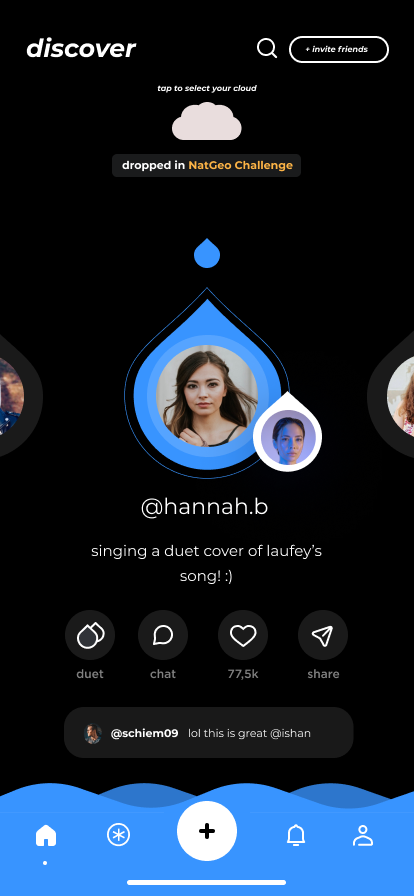 discover
+ invite friends
tap to select your cloud
dropped in NatGeo Challenge
@hannah.b
singing a duet cover of laufey's
song! :)
duet
chat
77,5k
share
@schiem09 lol this is great @ishan